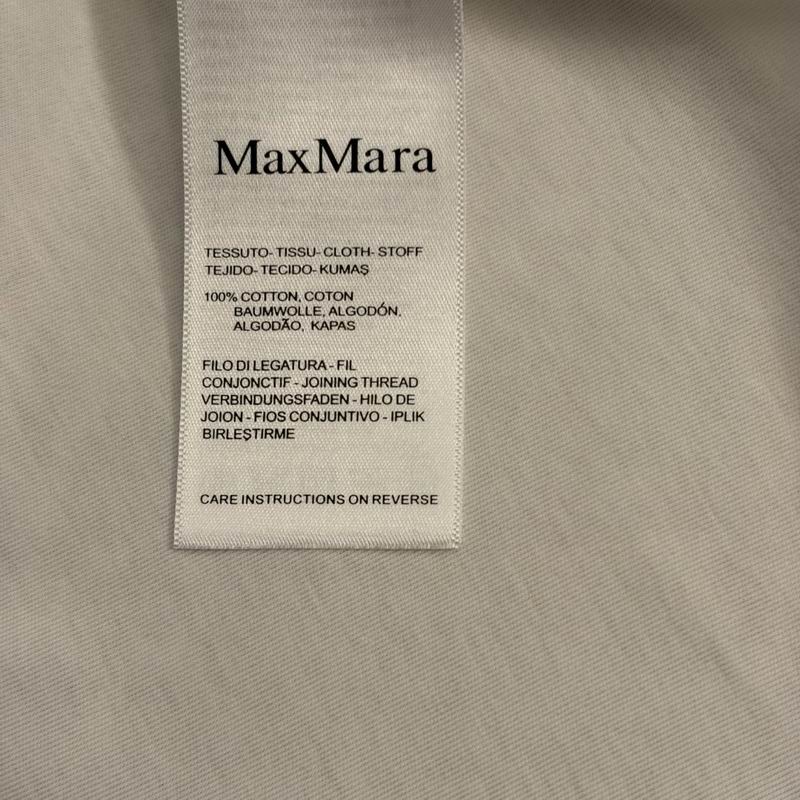 MaxMara
TESSUTO- TISSU- CLOTH- STOFF
TEJIDO- TECIDO- KUMAŞ
100% COTTON, COTON
BAUMWOLLE, ALGODÓN,
ALGODÃO, KAPAS
FILO DI LEGATURA - FIL
CONJONCTIF - JOINING THREAD
VERBINDUNGSFADEN - HILO DE
JOION - FIOS CONJUNTIVO - IPLIK
BIRLEŞTIRME
CARE INSTRUCTIONS ON REVERSE